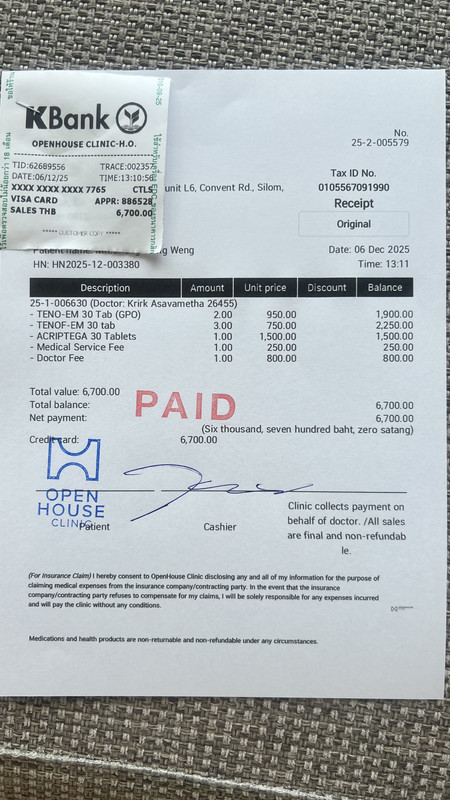 KBank
OPENHOUSE CLINIC-H.O.
TID:62689556 TRACE:002357
DATE:06/12/25 TIME:13:10:56
XXXX XXXX XXXX 7765 CTLS
VISA CARD APPR: 886528
SALES THB 6,700.00
***** CUSTOMER COPY *****
No.
25-2-005579
unit L6, Convent Rd., Silom,
Tax ID No.
0105567091990
Receipt
Original
Patient name: Weng
HN: HN2025-12-003380
Date: 06 Dec 2025
Time: 13:11
Description Amount Unit price Discount Balance
25-1-006630 (Doctor: Krirk Asavametha 26455)
- TENO-EM 30 Tab (GPO) 2.00 950.00 1,900.00
- TENOF-EM 30 tab 3.00 750.00 2,250.00
- ACRIPTEGA 30 Tablets 1.00 1,500.00 1,500.00
- Medical Service Fee 1.00 250.00 250.00
- Doctor Fee 1.00 800.00 800.00
Total value: 6,700.00
Total balance: 6,700.00
Net payment: 6,700.00
PAID
(Six thousand, seven hundred baht, zero satang)
Credit card: 6,700.00
OPEN
HOUSE
CLINIC
Patient Cashier
Clinic collects payment on
behalf of doctor. /All sales
are final and non-refundab
le.
(For Insurance Claim) I hereby consent to OpenHouse Clinic disclosing any and all of my information for the purpose of
claiming medical expenses from the insurance company/contracting party. In the event that the insurance
company/contracting party refuses to compensate for my claims, I will be solely responsible for any expenses incurred
and will pay the clinic without any conditions.
Medications and health products are non-returnable and non-refundable under any circumstances.